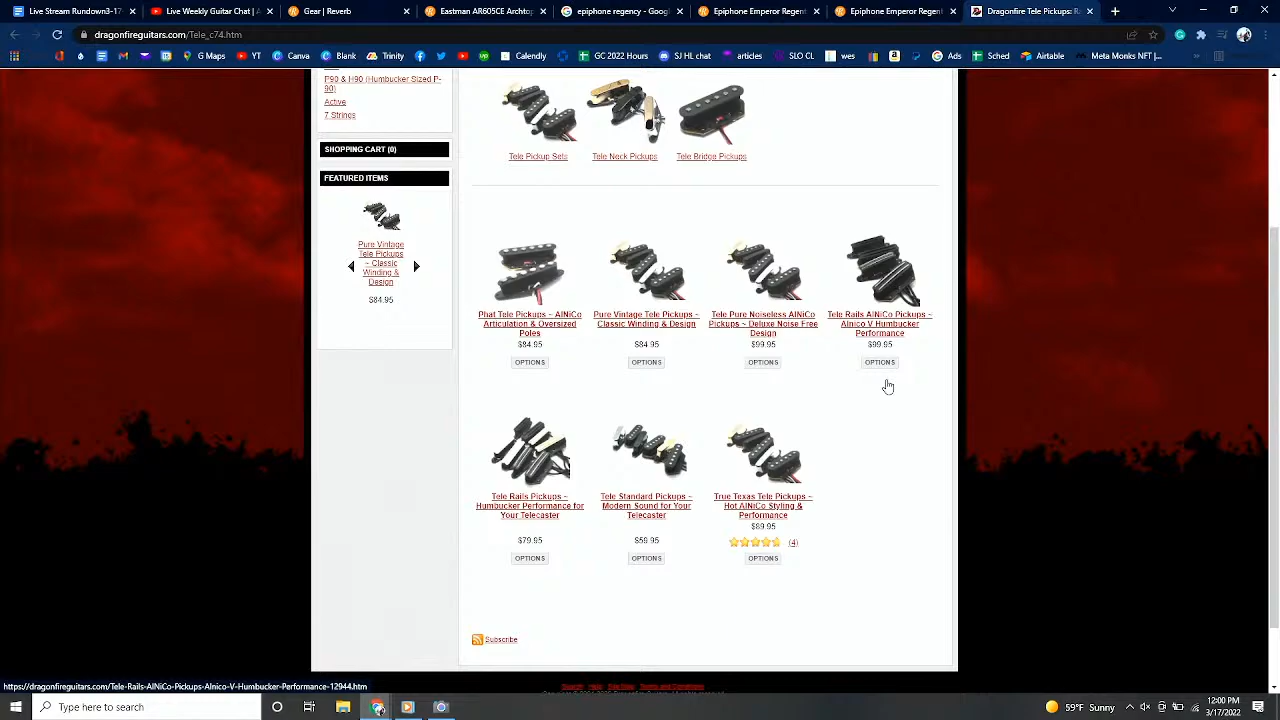 Live Stream Rundown3-17-
Live Weekly Guitar Chat | A
Gear | Reverb
Eastman AR605CE Archtop
epiphone regency - Goog
Epiphone Emperor Regent
Epiphone Emperor Regent
Dragonfire Tele Pickups
dragonfireguitars.com/Tele_c74.htm
G Maps
YT
Canva
Blank
Trinity
Calendly
GC 2022 Hours
SJ HL chat
articles
SLO CL
wes
G Ads
Sched
Airtable
Meta Monks NFT |...
P90 & H90 (Humbucker Sized P-
90)
Active
7 Strings
SHOPPING CART (0)
FEATURED ITEMS
Pure Vintage
Tele Pickups
~ Classic
Winding &
Design
$84.95
Tele Pickup Sets
Tele Neck Pickups
Tele Bridge Pickups
Phat Tele Pickups ~ AlNiCo
Articulation & Oversized
Poles
$84.95
OPTIONS
Pure Vintage Tele Pickups ~
Classic Winding & Design
$84.95
OPTIONS
Tele Pure Noiseless AlNiCo
Pickups ~ Deluxe Noise Free
Design
$99.95
OPTIONS
Tele Rails AlNiCo Pickups ~
Alnico V Humbucker
Performance
$99.95
OPTIONS
Tele Rails Pickups ~
Humbucker Performance for
Your Telecaster
$79.95
OPTIONS
Tele Standard Pickups ~
Modern Sound for Your
Telecaster
$59.95
OPTIONS
True Texas Tele Pickups ~
Hot AlNiCo Styling &
Performance
$89.95
(4)
OPTIONS
Subscribe
Search Help Site Map Terms and Conditions
https://dragonfireguitars.com/Tele-Rails-AlNiCo-Pickups-Alnico-V-Humbucker-Performance-12944.htm
Type here to search
59°F Sunny
12:00 PM
3/17/2022